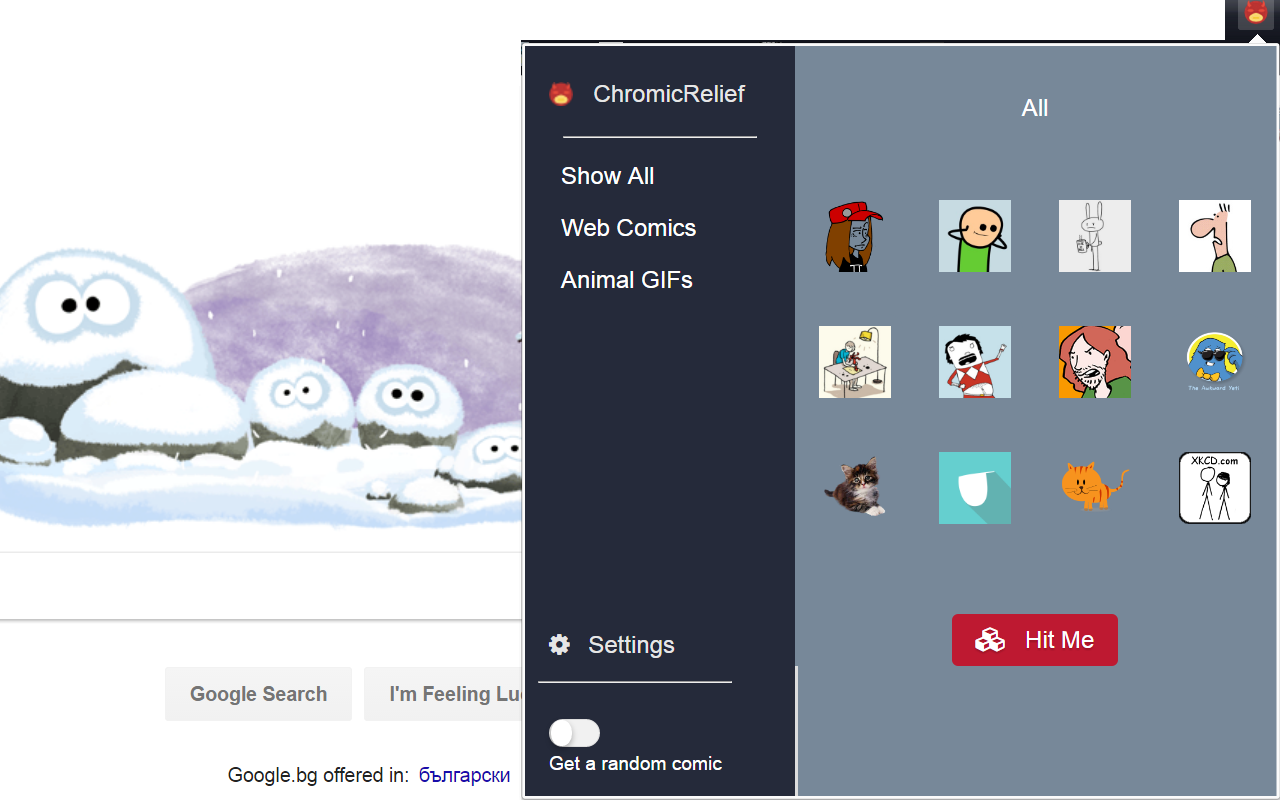 ChromicRelief
All
Show All
Web Comics
Animal GIFs
The Awkward Yeti
XKCD.com
Settings
Hit Me
Google Search
I'm Feeling Lu
Get a random comic
Google.bg offered in: български